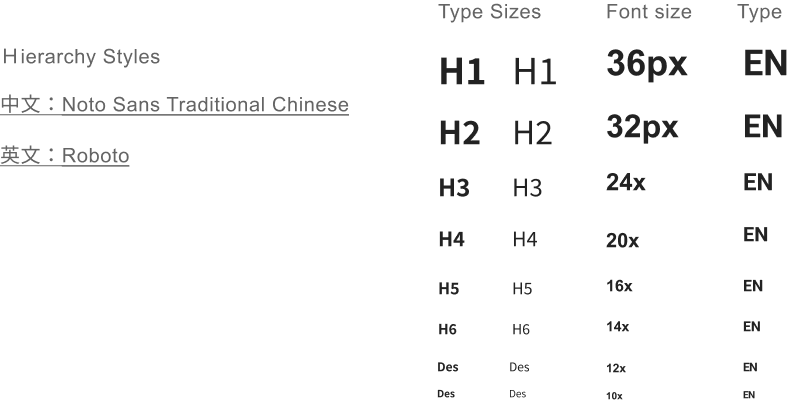 Type Sizes Font size Type
Hierarchy Styles
H1 H1 36px EN
中文：Noto Sans Traditional Chinese
H2 H2 32px EN
英文：Roboto
H3 H3 24x EN
H4 H4 20x EN
H5 H5 16x EN
H6 H6 14x EN
Des Des 12x EN
Des Des 10x EN